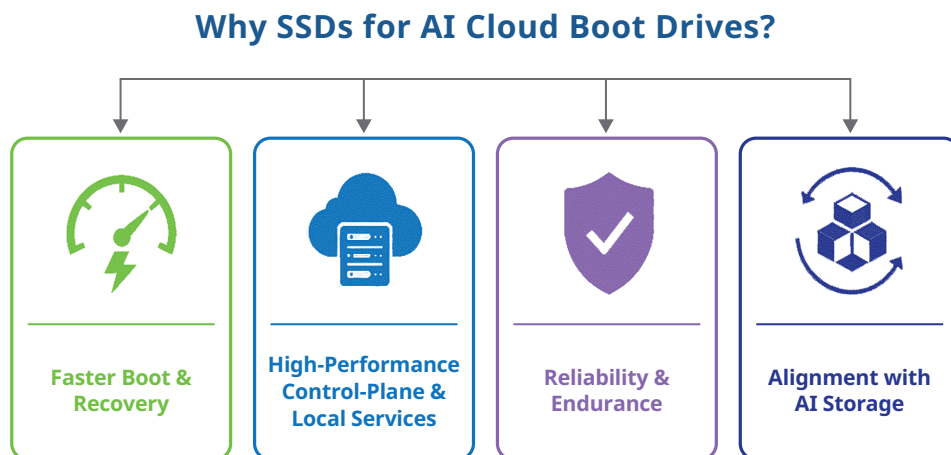 Why SSDs for AI Cloud Boot Drives?
Faster Boot &
Recovery
High-Performance
Control-Plane &
Local Services
Reliability &
Endurance
Alignment with
AI Storage